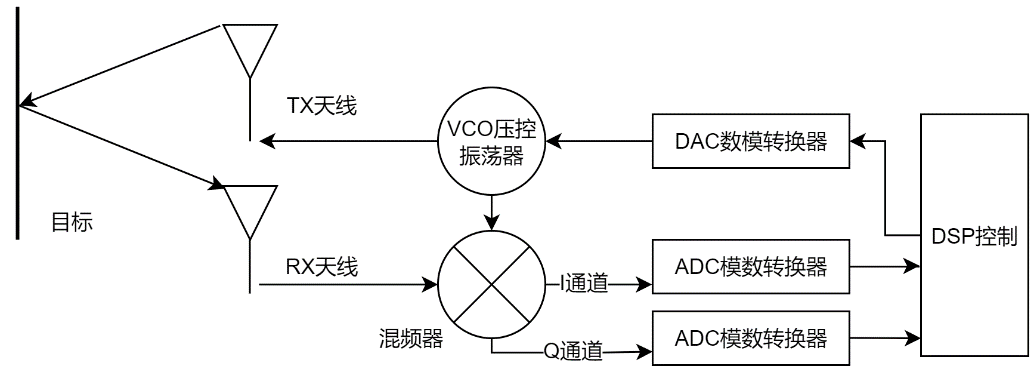 TX天线
VCO压控
振荡器
DAC数模转换器
目标
DSP控制
RX天线
I通道
ADC模数转换器
混频器
Q通道
ADC模数转换器